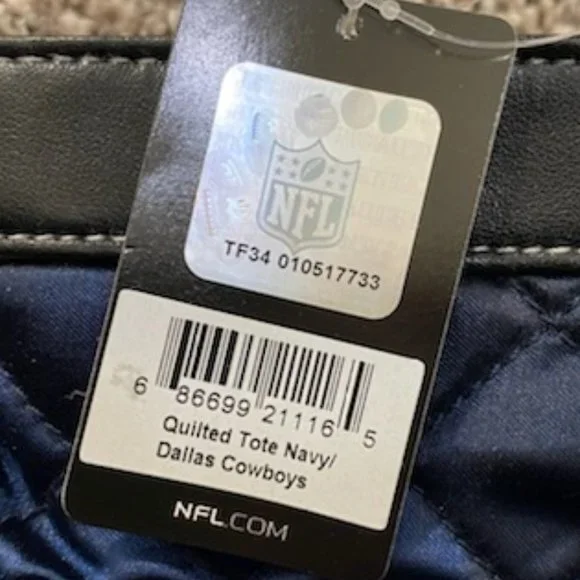 NFL
TF34 010517733
6 86699 21116 5
Quilted Tote Navy/
Dallas Cowboys
NFL.COM